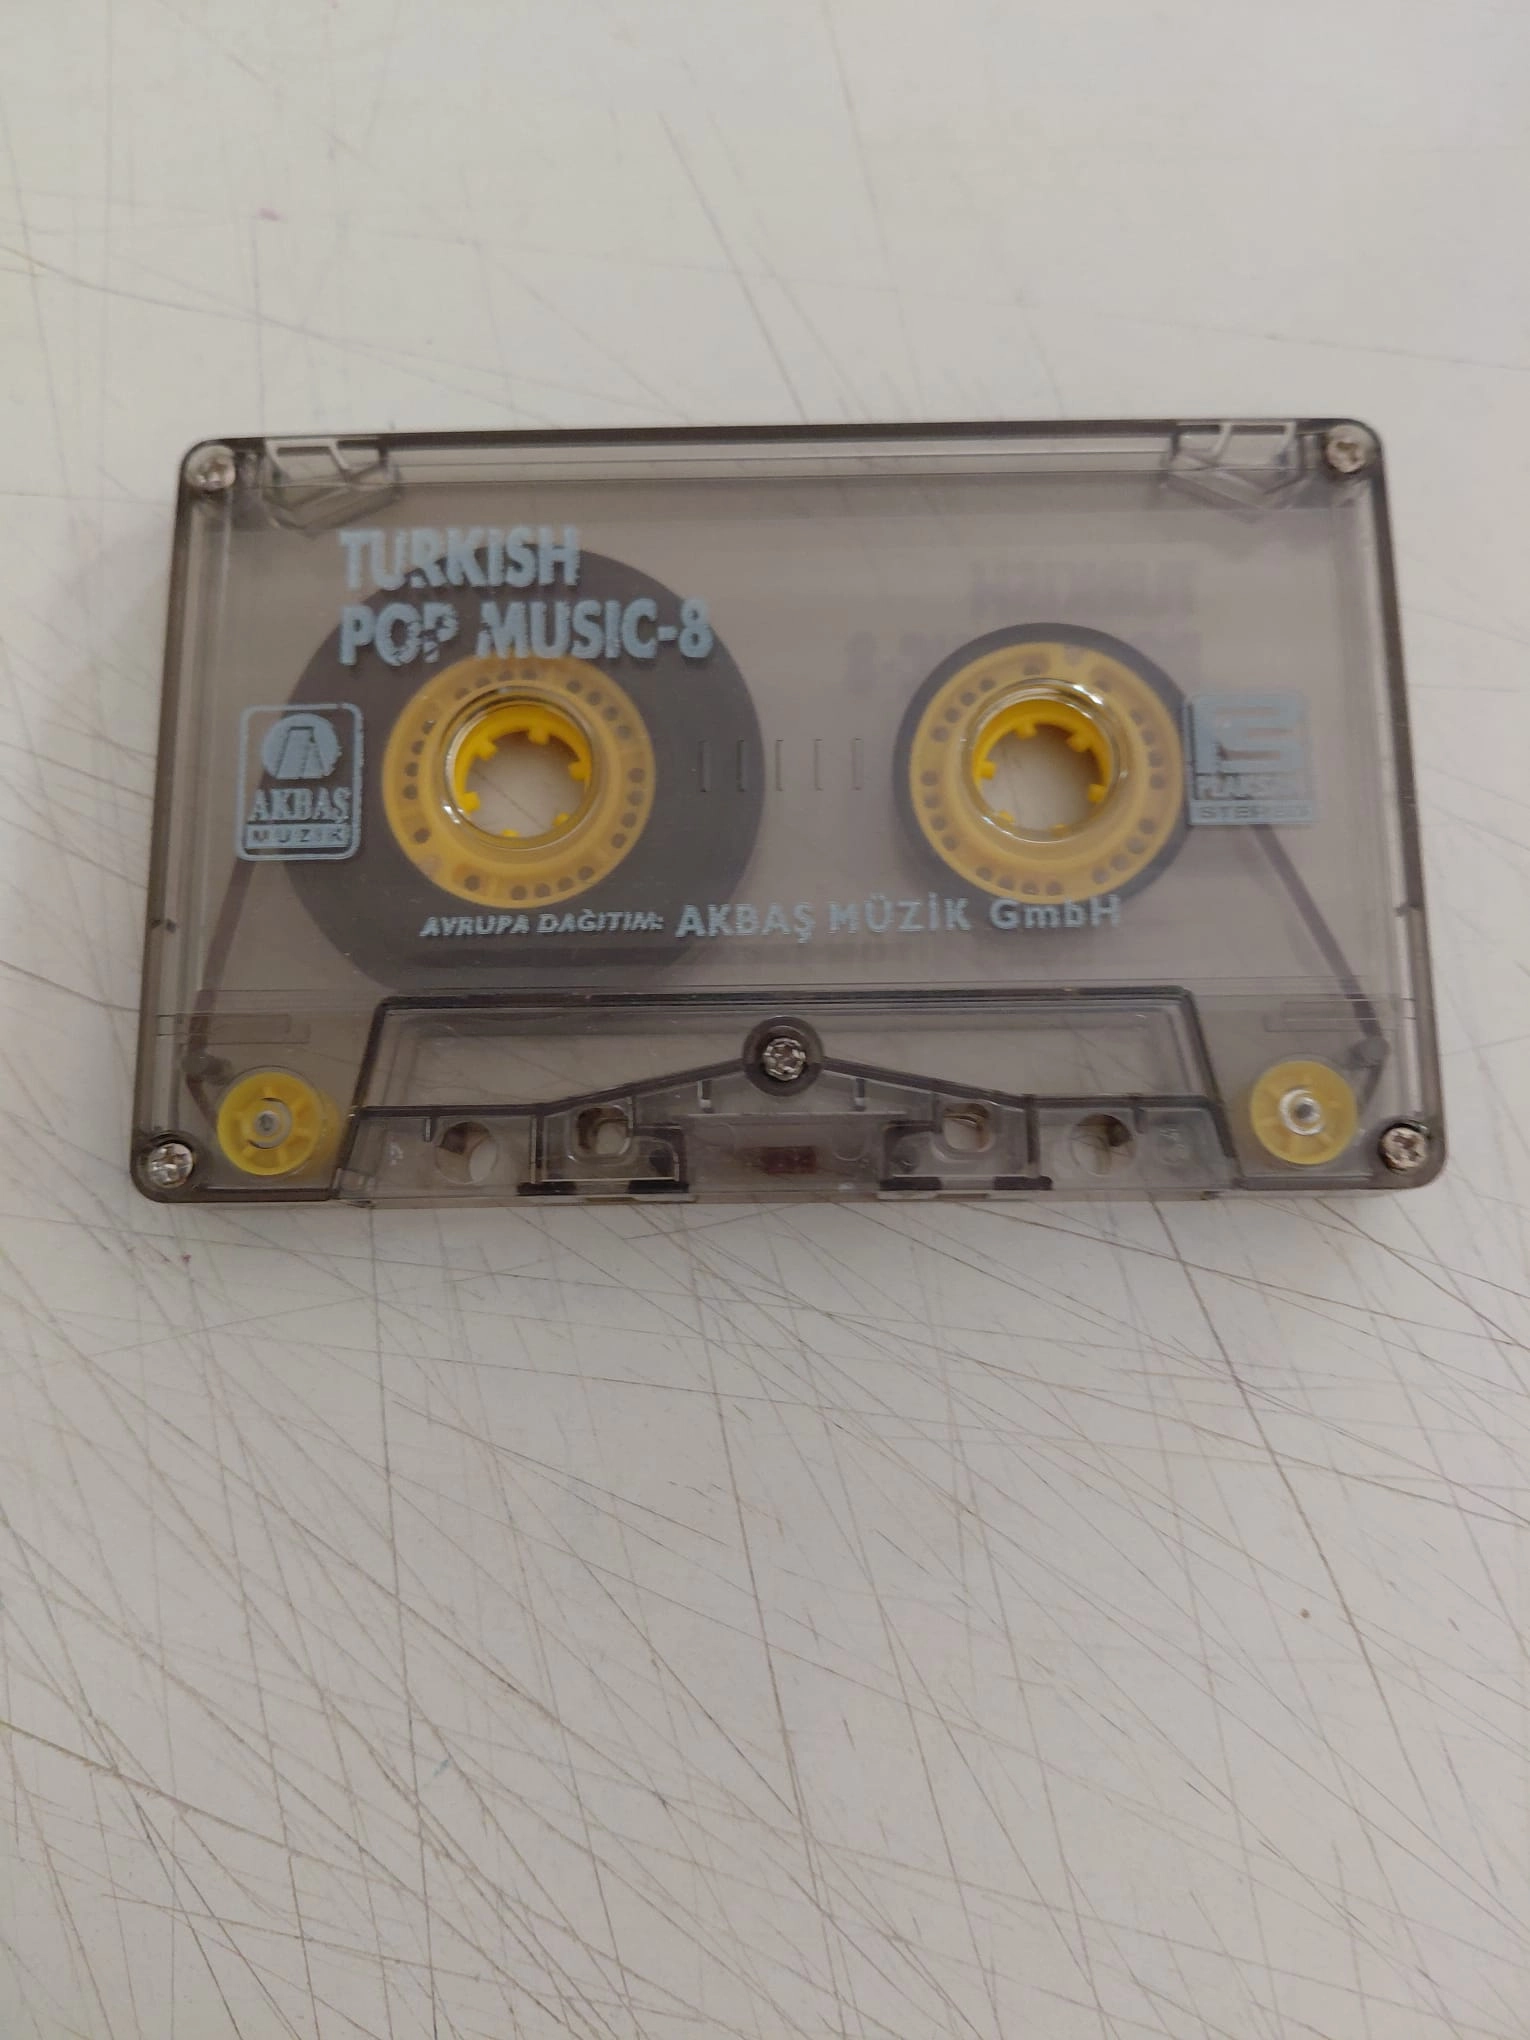 TURKISH
POP MUSIC-8
AKBAŞ
MÜZİK
STEREO
AVRUPA DAĞITIM: AKBAŞ MÜZİK GmbH